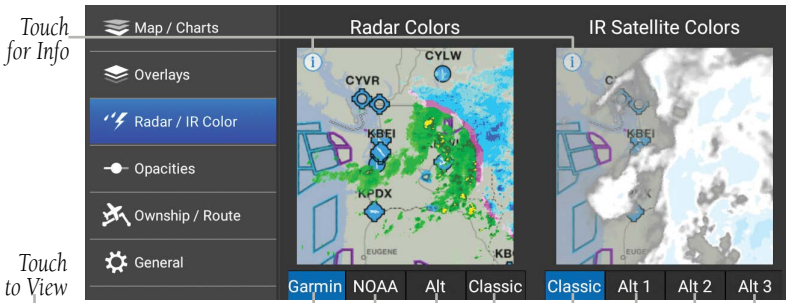 Touch
for Info
Map / Charts
Overlays
Radar / IR Color
Opacities
Ownship / Route
General
Touch
to View
Radar Colors
i
CYLW
CYVR
KBFI
KPDX
EUGENE
KB
Garmin NOAA Alt Classic
IR Satellite Colors
i
C
KBFI
EUGE
Classic Alt 1 Alt 2 Alt 3